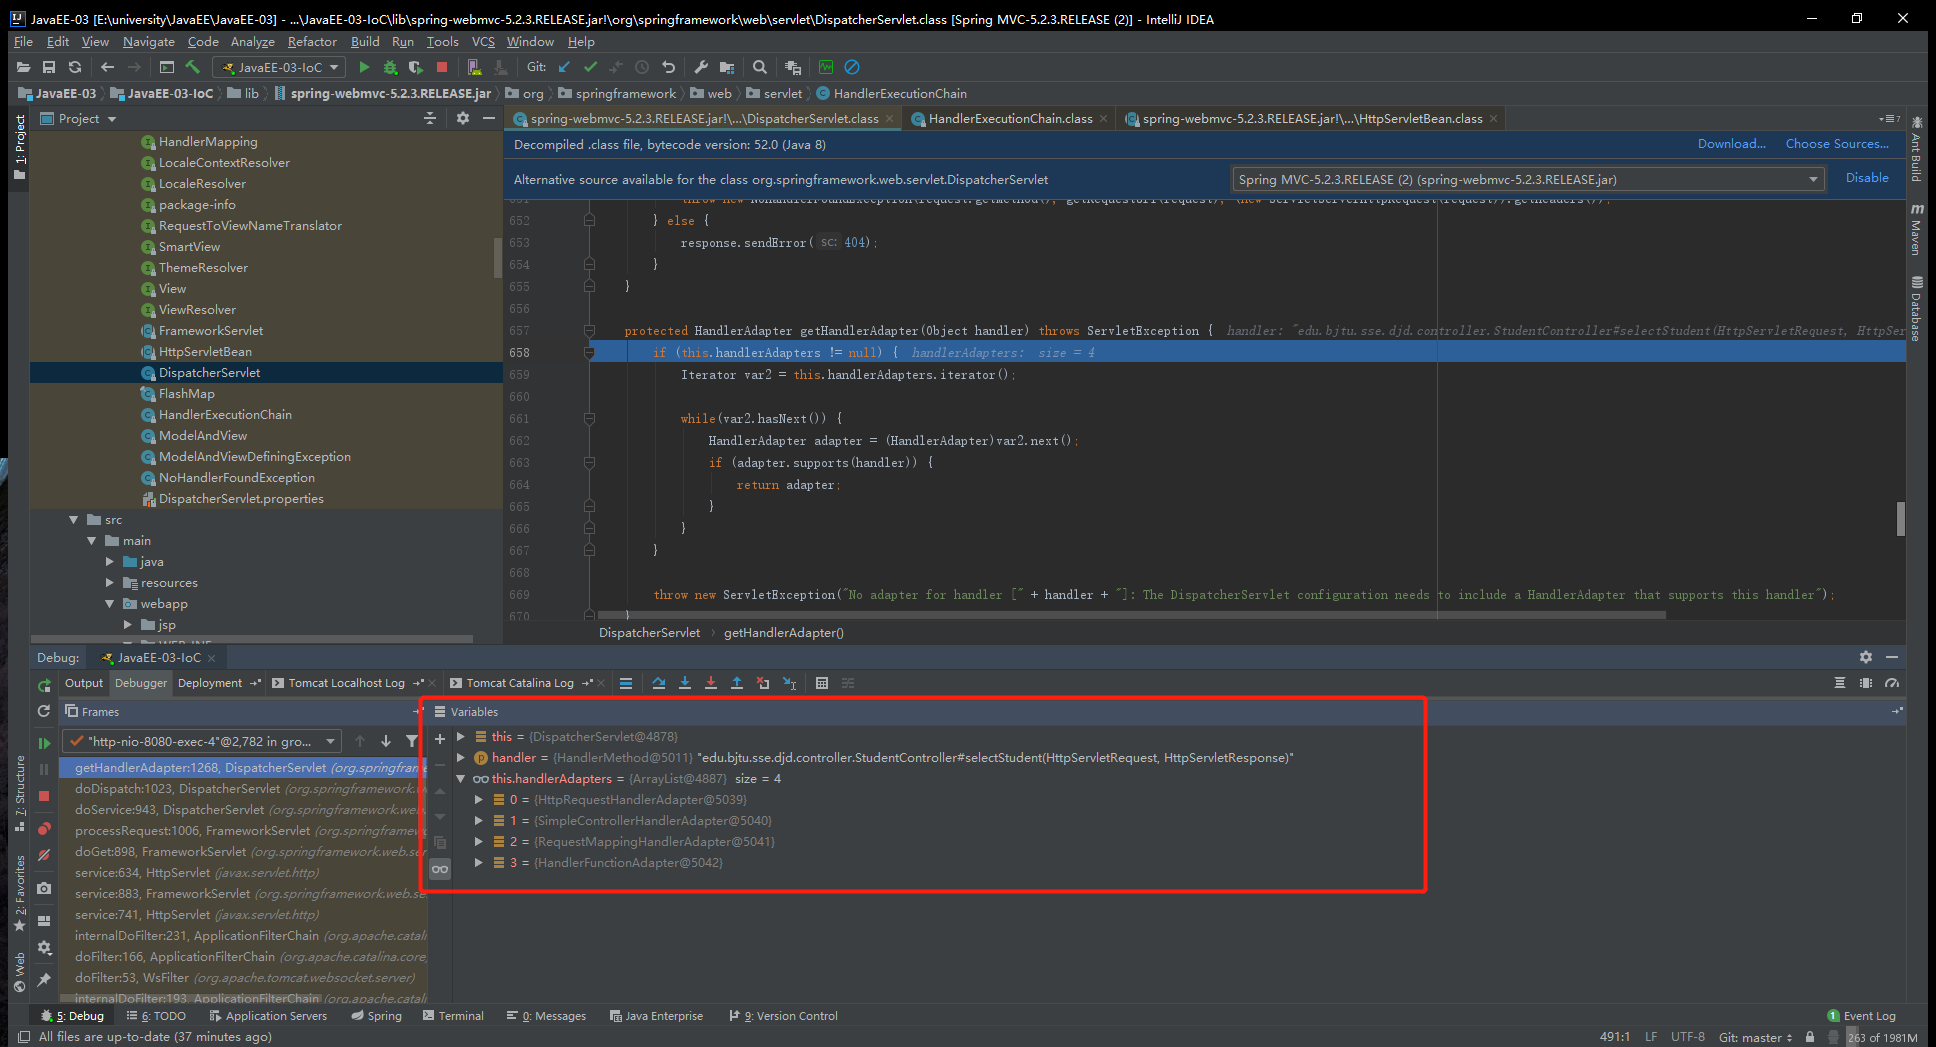 JavaEE-03 [E:\university\JavaEE\JavaEE-03] - ...\JavaEE-03-IoC\lib\spring-webmvc-5.2.3.RELEASE.jar!\org\springframework\web\servlet\DispatcherServlet.class [Spring MVC-5.2.3.RELEASE (2)] - IntelliJ IDEA
File Edit View Navigate Code Analyze Refactor Build Run Tools VCS Window Help
JavaEE-03-IoC Git:
JavaEE-03 JavaEE-03-IoC lib spring-webmvc-5.2.3.RELEASE.jar org springframework web servlet HandlerExecutionChain
1: Project
Project
HandlerMapping
LocaleContextResolver
LocaleResolver
package-info
RequestToViewNameTranslator
SmartView
ThemeResolver
View
ViewResolver
FrameworkServlet
HttpServletBean
DispatcherServlet
FlashMap
HandlerExecutionChain
ModelAndView
ModelAndViewDefiningException
NoHandlerFoundException
DispatcherServlet.properties
src
main
java
resources
webapp
jsp
WEB-INF
spring-webmvc-5.2.3.RELEASE.jar!\...\DispatcherServlet.class HandlerExecutionChain.class spring-webmvc-5.2.3.RELEASE.jar!\...\HttpServletBean.class
Decompiled .class file, bytecode version: 52.0 (Java 8) Download... Choose Sources...
Alternative source available for the class org.springframework.web.servlet.DispatcherServlet Spring MVC-5.2.3.RELEASE (2) (spring-webmvc-5.2.3.RELEASE.jar) Disable
651 throw new NoHandlerFoundException(request.getMethod(), getRequestUri(request), (new ServletServerHttpRequest(request)).getHeaders());
652 } else {
653 response.sendError( sc: 404);
654 }
655 }
656
657 protected HandlerAdapter getHandlerAdapter(Object handler) throws ServletException { handler: "edu.bjtu.sse.djd.controller.StudentController#selectStudent(HttpServletRequest, HttpSer
658 if (this.handlerAdapters != null) { handlerAdapters: size = 4
659 Iterator var2 = this.handlerAdapters.iterator();
660
661 while(var2.hasNext()) {
662 HandlerAdapter adapter = (HandlerAdapter)var2.next();
663 if (adapter.supports(handler)) {
664 return adapter;
665 }
666 }
667 }
668
669 throw new ServletException("No adapter for handler [" + handler + "]: The DispatcherServlet configuration needs to include a HandlerAdapter that supports this handler");
670 }
DispatcherServlet getHandlerAdapter()
Ant Build
Maven
Database
Debug: JavaEE-03-IoC
Output Debugger Deployment Tomcat Localhost Log Tomcat Catalina Log
Frames
"http-nio-8080-exec-4"@2,782 in gro...
getHandlerAdapter:1268, DispatcherServlet (org.springfram
doDispatch:1023, DispatcherServlet (org.springframework.we
doService:943, DispatcherServlet (org.springframework.web.
processRequest:1006, FrameworkServlet (org.springframewo
doGet:898, FrameworkServlet (org.springframework.web.ser
service:634, HttpServlet (javax.servlet.http)
service:883, FrameworkServlet (org.springframework.web.se
service:741, HttpServlet (javax.servlet.http)
internalDoFilter:231, ApplicationFilterChain (org.apache.catali
doFilter:166, ApplicationFilterChain (org.apache.catalina.core)
doFilter:53, WsFilter (org.apache.tomcat.websocket.server)
internalDoFilter:193, ApplicationFilterChain (org.apache.catali
Variables
this = {DispatcherServlet@4878}
handler = {HandlerMethod@5011} "edu.bjtu.sse.djd.controller.StudentController#selectStudent(HttpServletRequest, HttpServletResponse)"
this.handlerAdapters = {ArrayList@4887} size = 4
0 = {HttpRequestHandlerAdapter@5039}
1 = {SimpleControllerHandlerAdapter@5040}
2 = {RequestMappingHandlerAdapter@5041}
3 = {HandlerFunctionAdapter@5042}
7: Structure
2: Favorites
Web
5: Debug 6: TODO Application Servers Spring Terminal 0: Messages Java Enterprise 9: Version Control 1 Event Log
All files are up-to-date (37 minutes ago) 491:1 LF UTF-8 Git: master 263 of 1981M